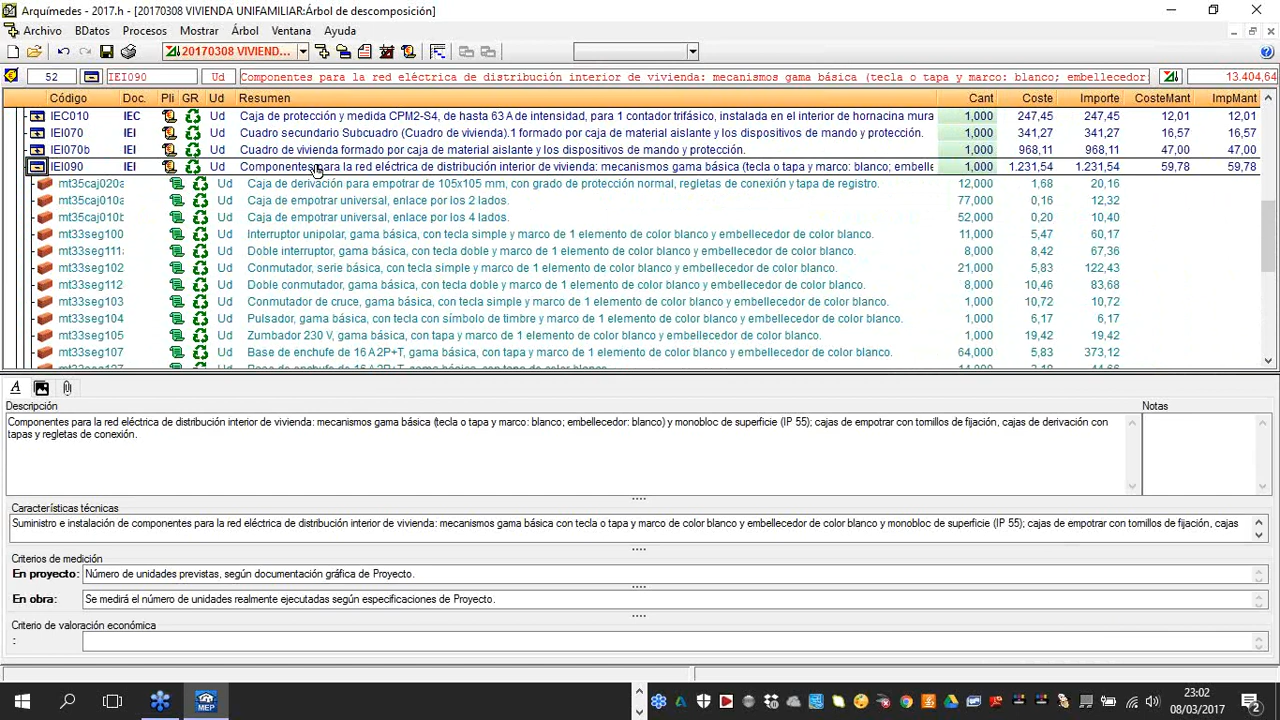 Arquímedes - 2017.h - [20170308 VIVIENDA UNIFAMILIAR:Árbol de descomposición]
Archivo BDatos Procesos Mostrar Árbol Ventana Ayuda
20170308 VIVIEND...
52 IEI090 Ud Componentes para la red eléctrica de distribución interior de vivienda: mecanismos gama básica (tecla o tapa y marco: blanco; embellecedor: 13.404,64
Código Doc. Pli GR Ud Resumen Cant Coste Importe CosteMant ImpMant
IEC010 IEC Ud Caja de protección y medida CPM2-S4, de hasta 63 A de intensidad, para 1 contador trifásico, instalada en el interior de hornacina mura 1,000 247,45 247,45 12,01 12,01
IEI070 IEI Ud Cuadro secundario Subcuadro (Cuadro de vivienda).1 formado por caja de material aislante y los dispositivos de mando y protección. 1,000 341,27 341,27 16,57 16,57
IEI070b IEI Ud Cuadro de vivienda formado por caja de material aislante y los dispositivos de mando y protección. 1,000 968,11 968,11 47,00 47,00
IEI090 IEI Ud Componentes para la red eléctrica de distribución interior de vivienda: mecanismos gama básica (tecla o tapa y marco: blanco; embelle 1,000 1.231,54 1.231,54 59,78 59,78
mt35caj020a Ud Caja de derivación para empotrar de 105x105 mm, con grado de protección normal, regletas de conexión y tapa de registro. 12,000 1,68 20,16
mt35caj010a Ud Caja de empotrar universal, enlace por los 2 lados. 77,000 0,16 12,32
mt35caj010b Ud Caja de empotrar universal, enlace por los 4 lados. 52,000 0,20 10,40
mt33seg100 Ud Interruptor unipolar, gama básica, con tecla simple y marco de 1 elemento de color blanco y embellecedor de color blanco. 11,000 5,47 60,17
mt33seg111a Ud Doble interruptor, gama básica, con tecla doble y marco de 1 elemento de color blanco y embellecedor de color blanco. 8,000 8,42 67,36
mt33seg102 Ud Conmutador, serie básica, con tecla simple y marco de 1 elemento de color blanco y embellecedor de color blanco. 21,000 5,83 122,43
mt33seg112 Ud Doble conmutador, gama básica, con tecla doble y marco de 1 elemento de color blanco y embellecedor de color blanco. 8,000 10,46 83,68
mt33seg103 Ud Conmutador de cruce, gama básica, con tecla simple y marco de 1 elemento de color blanco y embellecedor de color blanco. 1,000 10,72 10,72
mt33seg104 Ud Pulsador, gama básica, con tecla con símbolo de timbre y marco de 1 elemento de color blanco y embellecedor de color blanco. 1,000 6,17 6,17
mt33seg105 Ud Zumbador 230 V, gama básica, con tapa y marco de 1 elemento de color blanco y embellecedor de color blanco. 1,000 19,42 19,42
mt33seg107 Ud Base de enchufe de 16 A 2P+T, gama básica, con tapa y marco de 1 elemento de color blanco y embellecedor de color blanco. 64,000 5,83 373,12
Descripción Notas
Componentes para la red eléctrica de distribución interior de vivienda: mecanismos gama básica (tecla o tapa y marco: blanco; embellecedor: blanco) y monobloc de superficie (IP 55); cajas de empotrar con tornillos de fijación, cajas de derivación con
tapas y regletas de conexión.
Características técnicas
Suministro e instalación de componentes para la red eléctrica de distribución interior de vivienda: mecanismos gama básica con tecla o tapa y marco de color blanco y embellecedor de color blanco y monobloc de superficie (IP 55); cajas de empotrar con tornillos de fijación, cajas
Criterios de medición
En proyecto: Número de unidades previstas, según documentación gráfica de Proyecto.
En obra: Se medirá el número de unidades realmente ejecutadas según especificaciones de Proyecto.
Criterio de valoración económica
:
MEP
23:02
08/03/2017
2